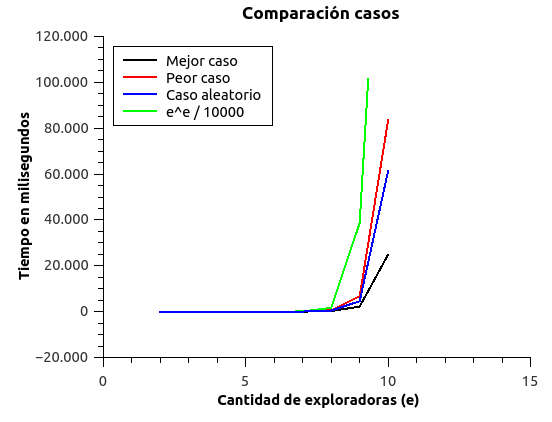 Comparación casos
120.000
100.000
80.000
60.000
40.000
20.000
0
−20.000
Tiempo en milisegundos
Mejor caso
Peor caso
Caso aleatorio
e^e / 10000
0 5 10 15
Cantidad de exploradoras (e)